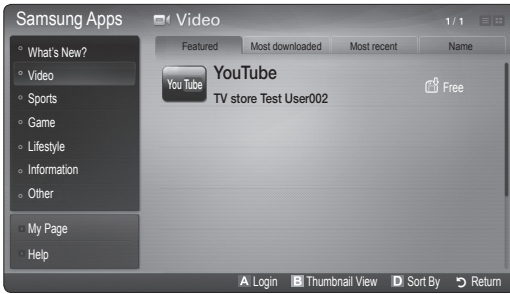 Samsung Apps
Video
1/1
What's New?
Video
Sports
Game
Lifestyle
Information
Other
My Page
Help
Featured
Most downloaded
Most recent
Name
You Tube
YouTube
TV store Test User002
Free
A Login B Thumbnail View D Sort By Return